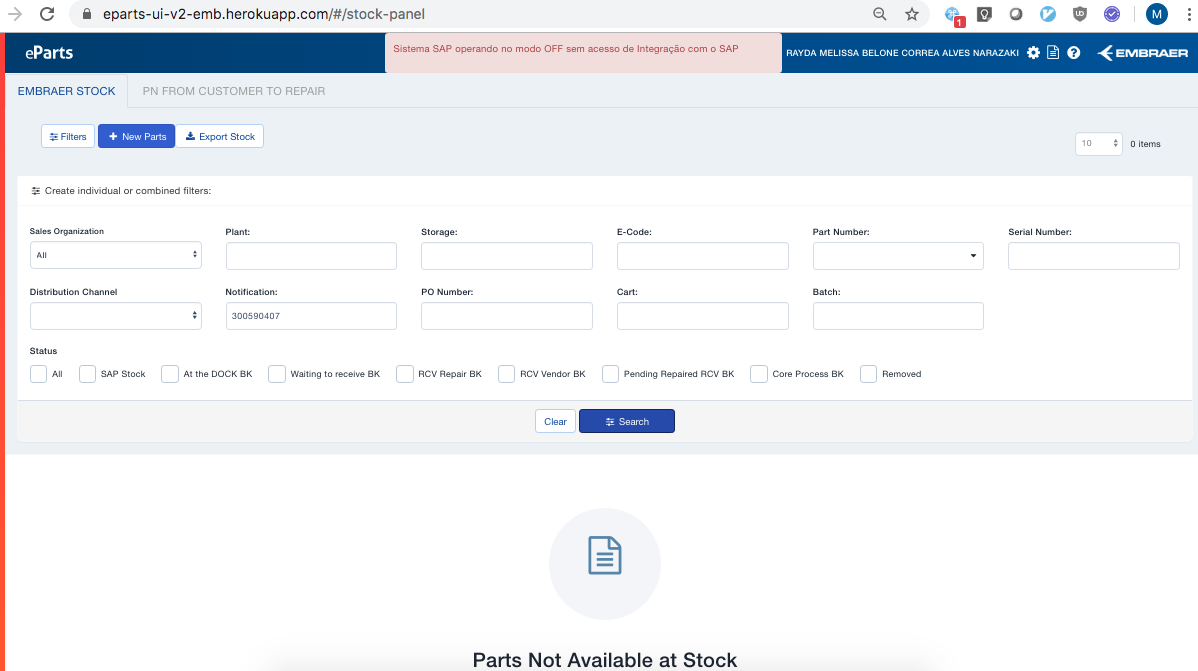 eparts-ui-v2-emb.herokuapp.com/#/stock-panel
1
UD
M
eParts
Sistema SAP operando no modo OFF sem acesso de Integração com o SAP
RAYDA MELISSA BELONE CORREA ALVES NARAZAKI
EMBRAER
EMBRAER STOCK
PN FROM CUSTOMER TO REPAIR
Filters
New Parts
Export Stock
10
0 items
Create individual or combined filters:
Sales Organization
Plant:
Storage:
E-Code:
Part Number:
Serial Number:
All
Distribution Channel
Notification:
PO Number:
Cart:
Batch:
300590407
Status
All
SAP Stock
At the DOCK BK
Waiting to receive BK
RCV Repair BK
RCV Vendor BK
Pending Repaired RCV BK
Core Process BK
Removed
Clear
Search
Parts Not Available at Stock